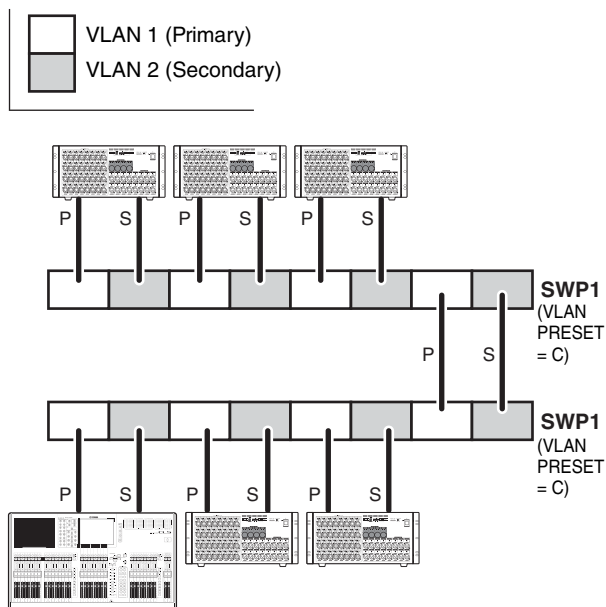 VLAN 1 (Primary)
VLAN 2 (Secondary)
P S P S P S
SWP1
(VLAN
PRESET
= C)
P S
SWP1
(VLAN
PRESET
= C)
P S P S P S